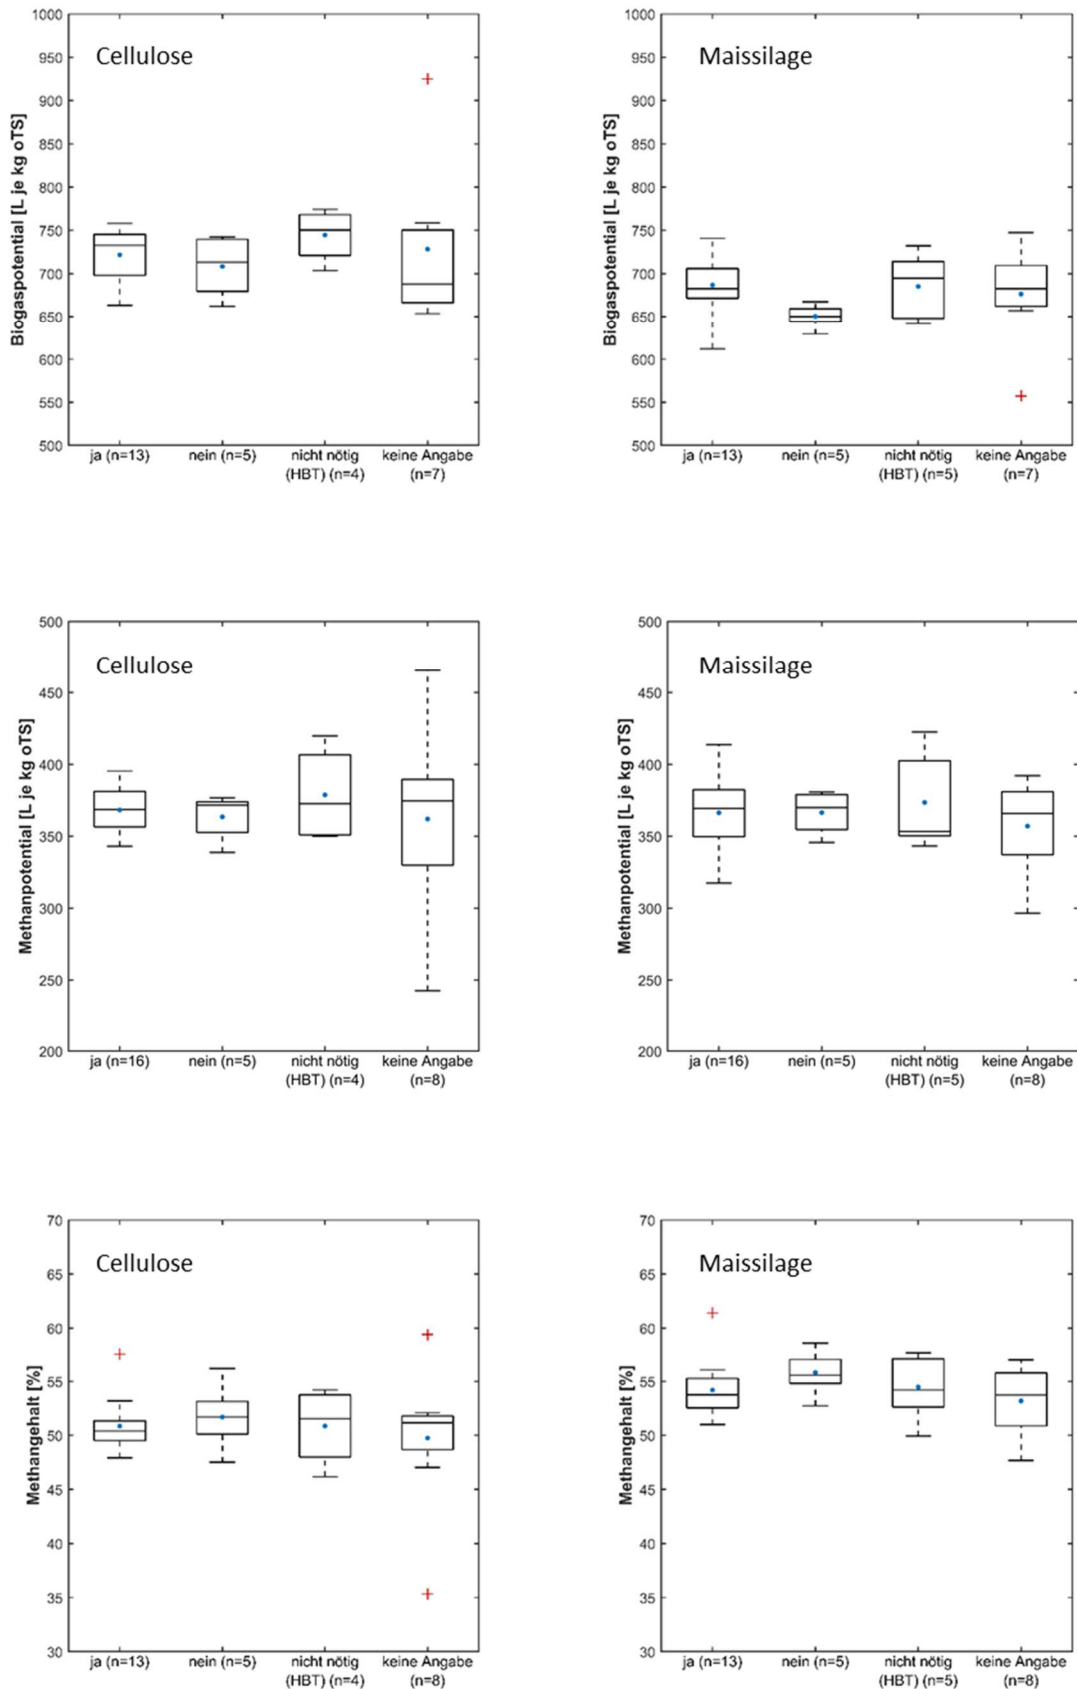 Cellulose
Biogaspotential [L je kg oTS]
1000
950
900
850
800
750
700
650
600
550
500
ja (n=13)
nein (n=5)
nicht nötig
(HBT) (n=4)
keine Angabe
(n=7)
Maissilage
Biogaspotential [L je kg oTS]
1000
950
900
850
800
750
700
650
600
550
500
ja (n=13)
nein (n=5)
nicht nötig
(HBT) (n=5)
keine Angabe
(n=7)
Cellulose
Methanpotential [L je kg oTS]
500
450
400
350
300
250
200
ja (n=16)
nein (n=5)
nicht nötig
(HBT) (n=4)
keine Angabe
(n=8)
Maissilage
Methanpotential [L je kg oTS]
500
450
400
350
300
250
200
ja (n=16)
nein (n=5)
nicht nötig
(HBT) (n=5)
keine Angabe
(n=8)
Cellulose
Methangehalt [%]
70
65
60
55
50
45
40
35
30
ja (n=13)
nein (n=5)
nicht nötig
(HBT) (n=4)
keine Angabe
(n=8)
Maissilage
Methangehalt [%]
70
65
60
55
50
45
40
35
30
ja (n=13)
nein (n=5)
nicht nötig
(HBT) (n=5)
keine Angabe
(n=8)